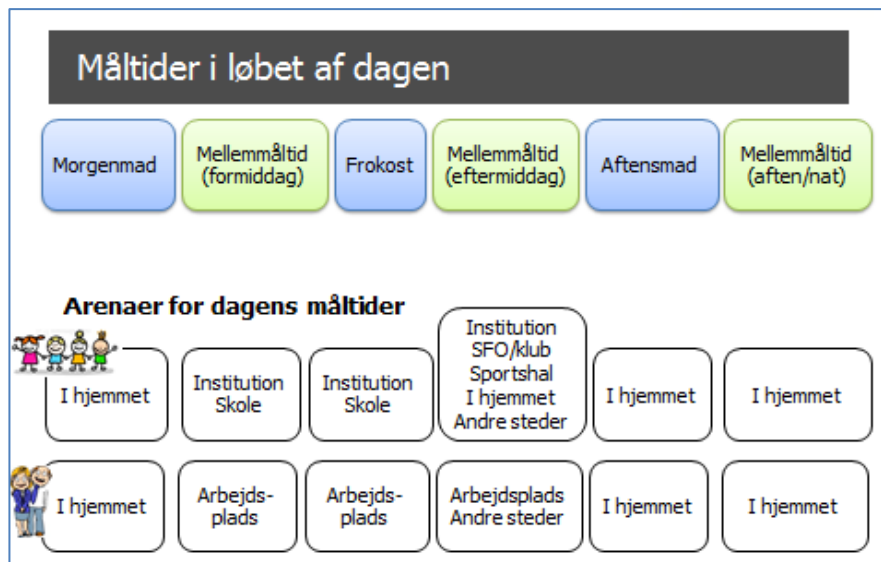 Måltider i løbet af dagen
Morgenmad
Mellemmåltid
(formiddag)
Frokost
Mellemmåltid
(eftermiddag)
Aftensmad
Mellemmåltid
(aften/nat)
Arenaer for dagens måltider
I hjemmet
Institution
Skole
Institution
Skole
Institution
SFO/klub
Sportshal
I hjemmet
Andre steder
I hjemmet
I hjemmet
I hjemmet
Arbejds-
plads
Arbejds-
plads
Arbejdsplads
Andre steder
I hjemmet
I hjemmet